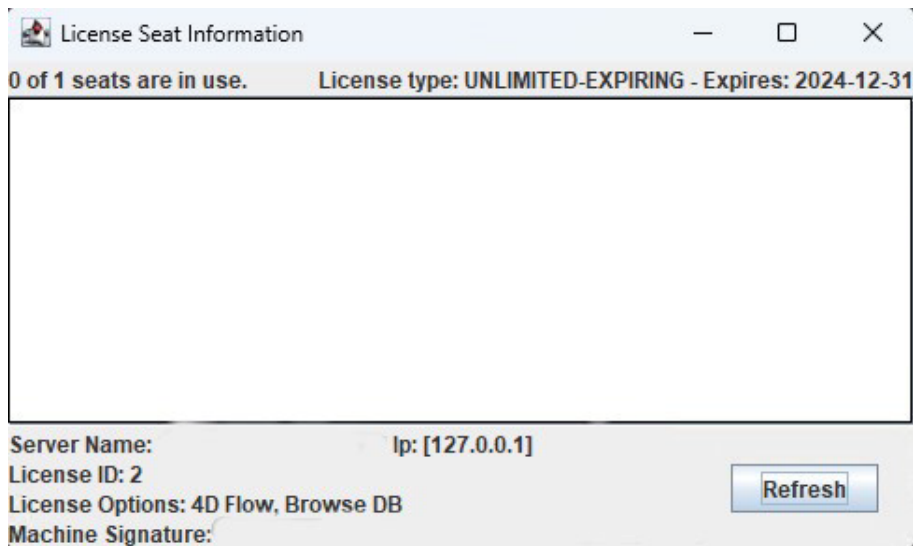 License Seat Information
0 of 1 seats are in use. License type: UNLIMITED-EXPIRING - Expires: 2024-12-31
Server Name: Ip: [127.0.0.1]
License ID: 2
License Options: 4D Flow, Browse DB
Refresh
Machine Signature: